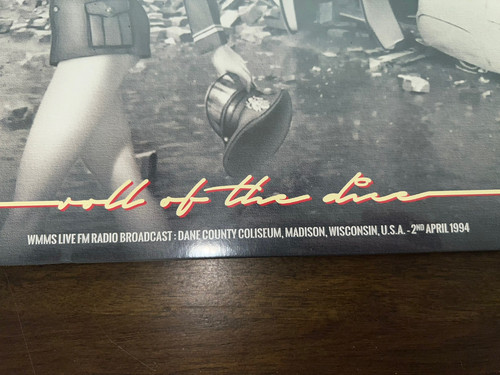 roll of the dice
WMMS LIVE FM RADIO BROADCAST : DANE COUNTY COLISEUM, MADISON, WISCONSIN, U.S.A. - 2ND APRIL 1994